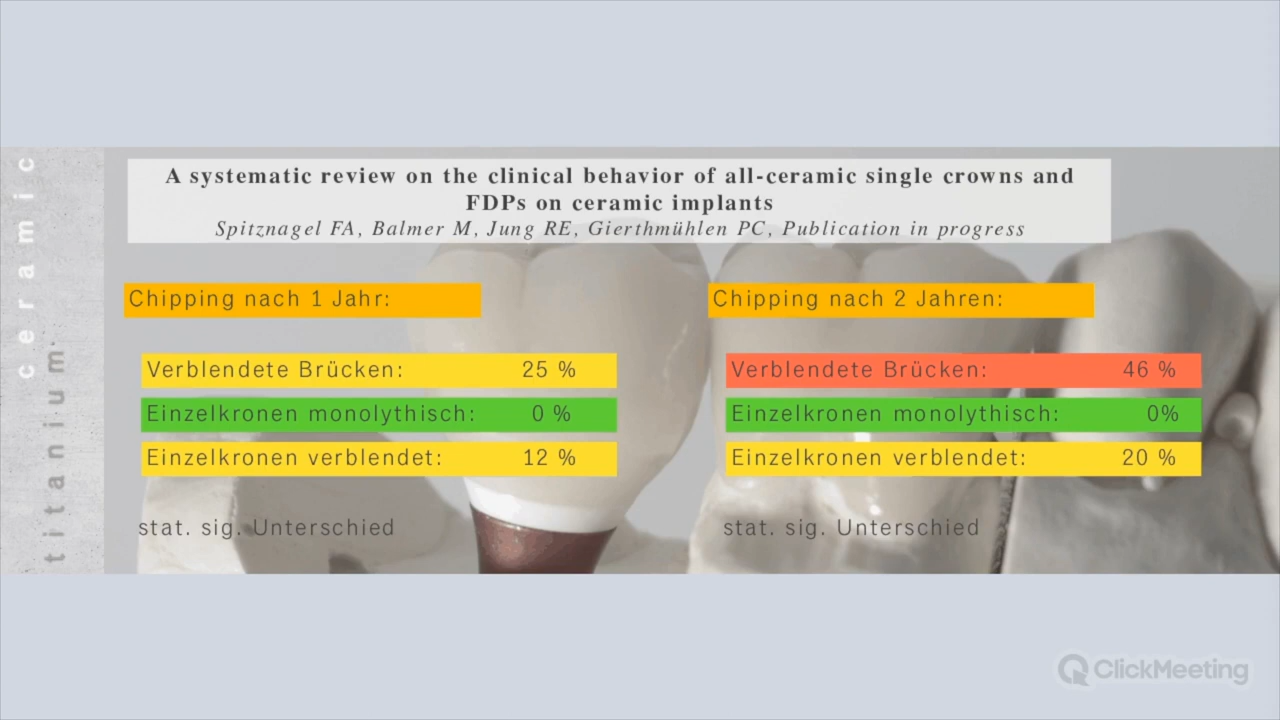 ceramic
titanium
A systematic review on the clinical behavior of all-ceramic single crowns and
FDPs on ceramic implants
Spitznagel FA, Balmer M, Jung RE, Gierthmühlen PC, Publication in progress
Chipping nach 1 Jahr:
Verblendete Brücken: 25 %
Einzelkronen monolythisch: 0 %
Einzelkronen verblendet: 12 %
stat. sig. Unterschied
Chipping nach 2 Jahren:
Verblendete Brücken: 46 %
Einzelkronen monolythisch: 0%
Einzelkronen verblendet: 20 %
stat. sig. Unterschied
ClickMeeting